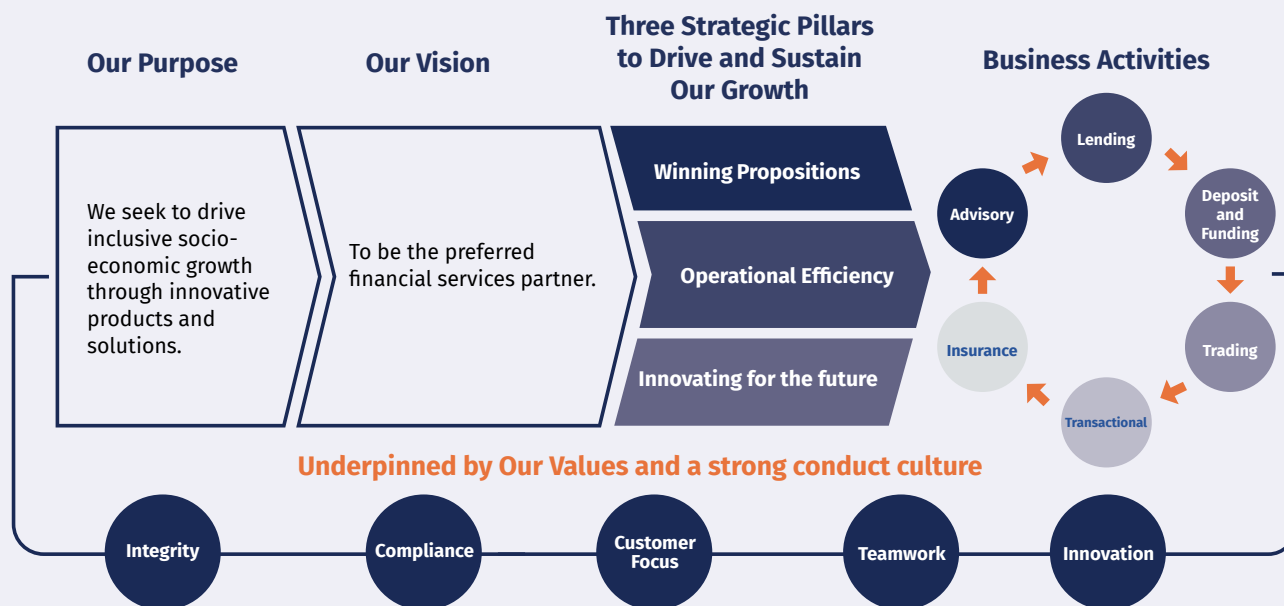 Our Purpose
We seek to drive
inclusive socio-
economic growth
through innovative
products and
solutions.
Our Vision
To be the preferred
financial services partner.
Three Strategic Pillars
to Drive and Sustain
Our Growth
Winning Propositions
Operational Efficiency
Innovating for the future
Business Activities
Lending
Deposit
and
Funding
Trading
Transactional
Insurance
Advisory
Underpinned by Our Values and a strong conduct culture
Integrity
Compliance
Customer
Focus
Teamwork
Innovation